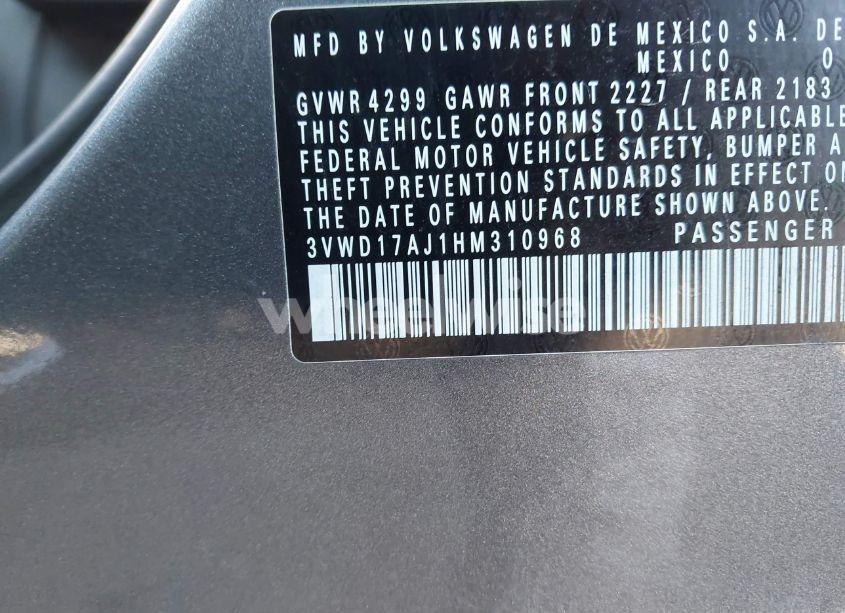 MFD BY VOLKSWAGEN DE MEXICO S.A. DE
MEXICO 0
GVWR 4299 GAWR FRONT 2227 / REAR 2183
THIS VEHICLE CONFORMS TO ALL APPLICABLE
FEDERAL MOTOR VEHICLE SAFETY, BUMPER A
THEFT PREVENTION STANDARDS IN EFFECT ON
THE DATE OF MANUFACTURE SHOWN ABOVE.
3VWD17AJ1HM310968 PASSENGER
wheelwise